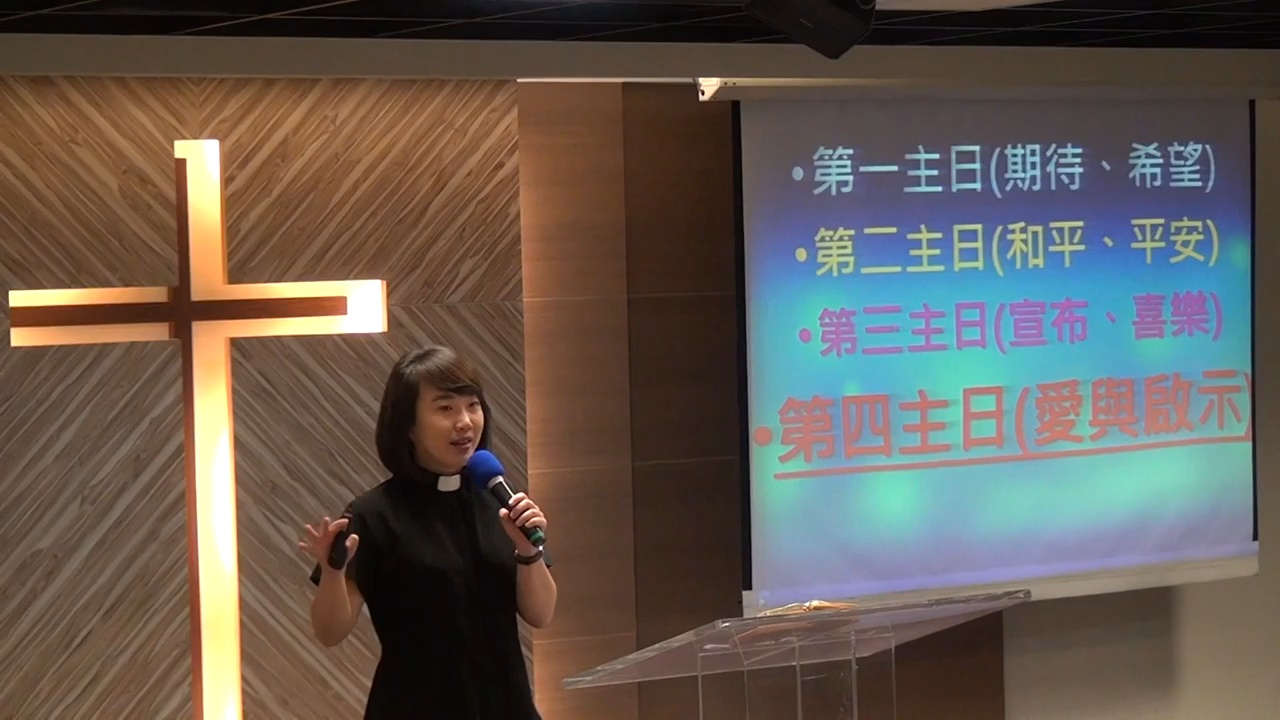 •第一主日(期待、希望)
•第二主日(和平、平安)
•第三主日(宣布、喜樂)
•第四主日(愛與啟示)